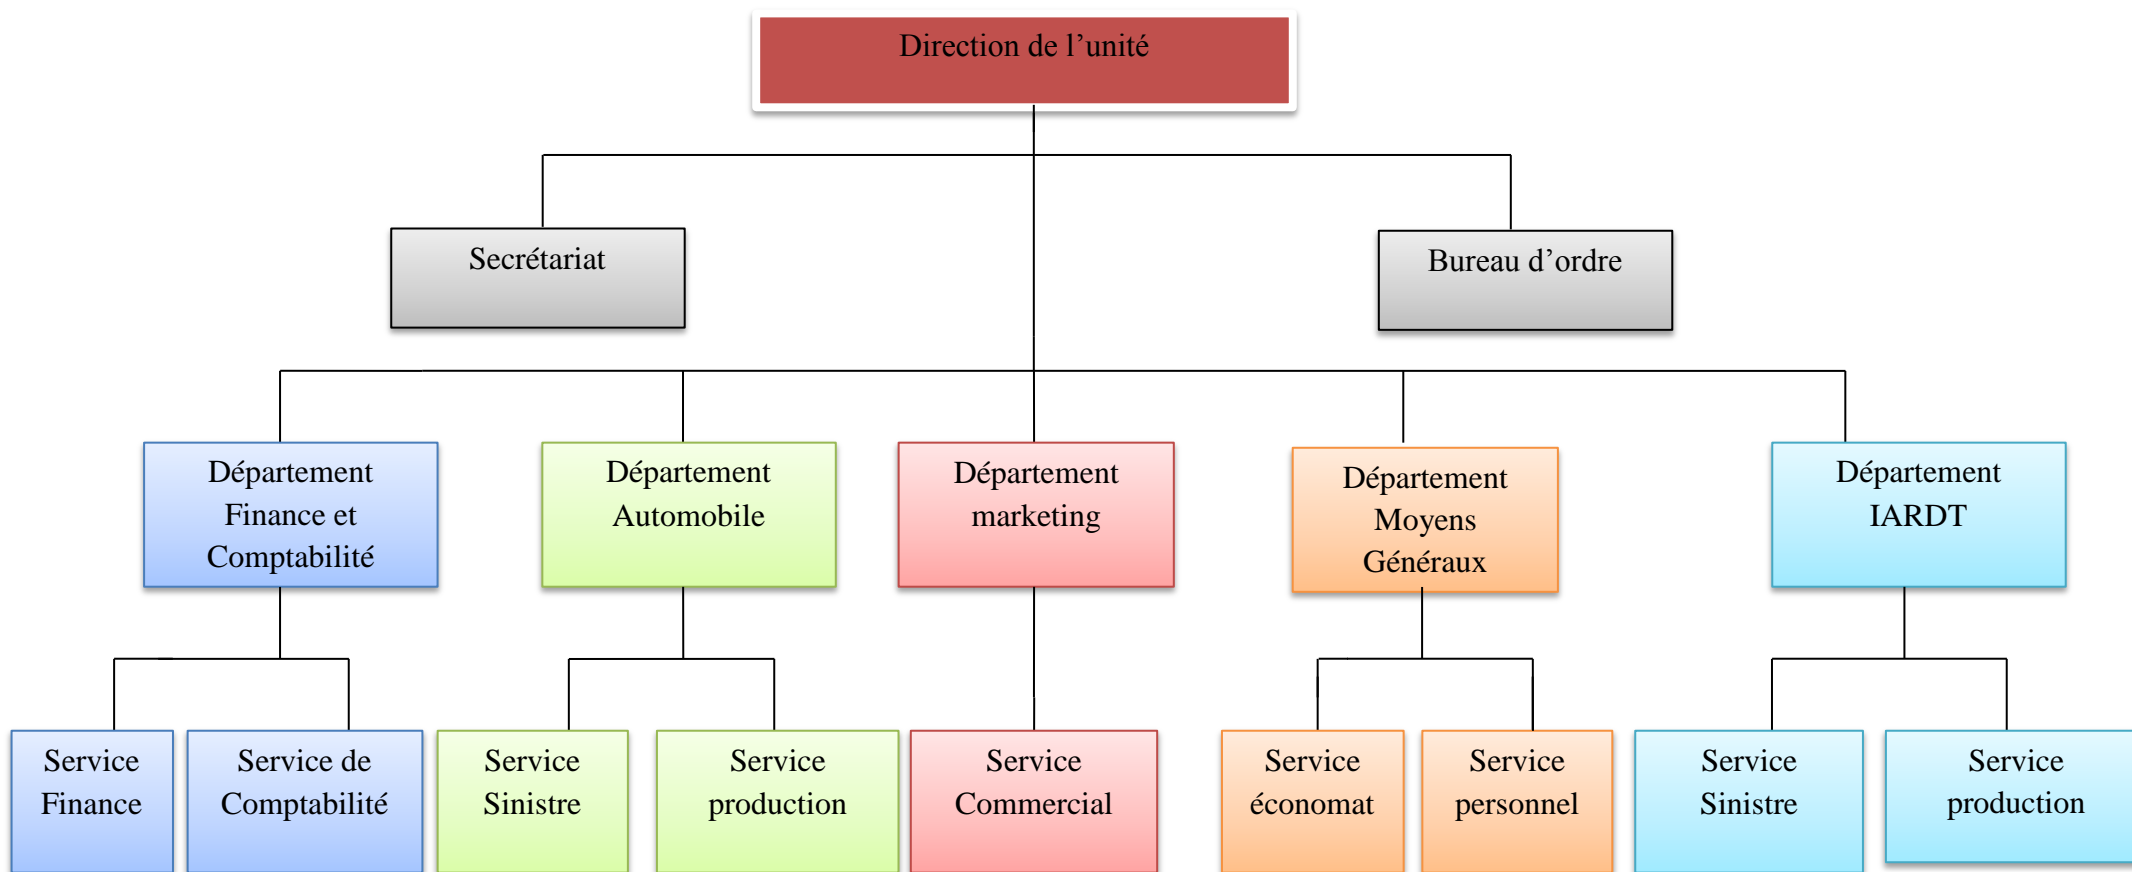 Direction de l’unité
Secrétariat
Bureau d’ordre
Département
Finance et
Comptabilité
Département
Automobile
Département
marketing
Département
Moyens
Généraux
Département
IARDT
Service
Finance
Service de
Comptabilité
Service
Sinistre
Service
production
Service
Commercial
Service
économat
Service
personnel
Service
Sinistre
Service
production